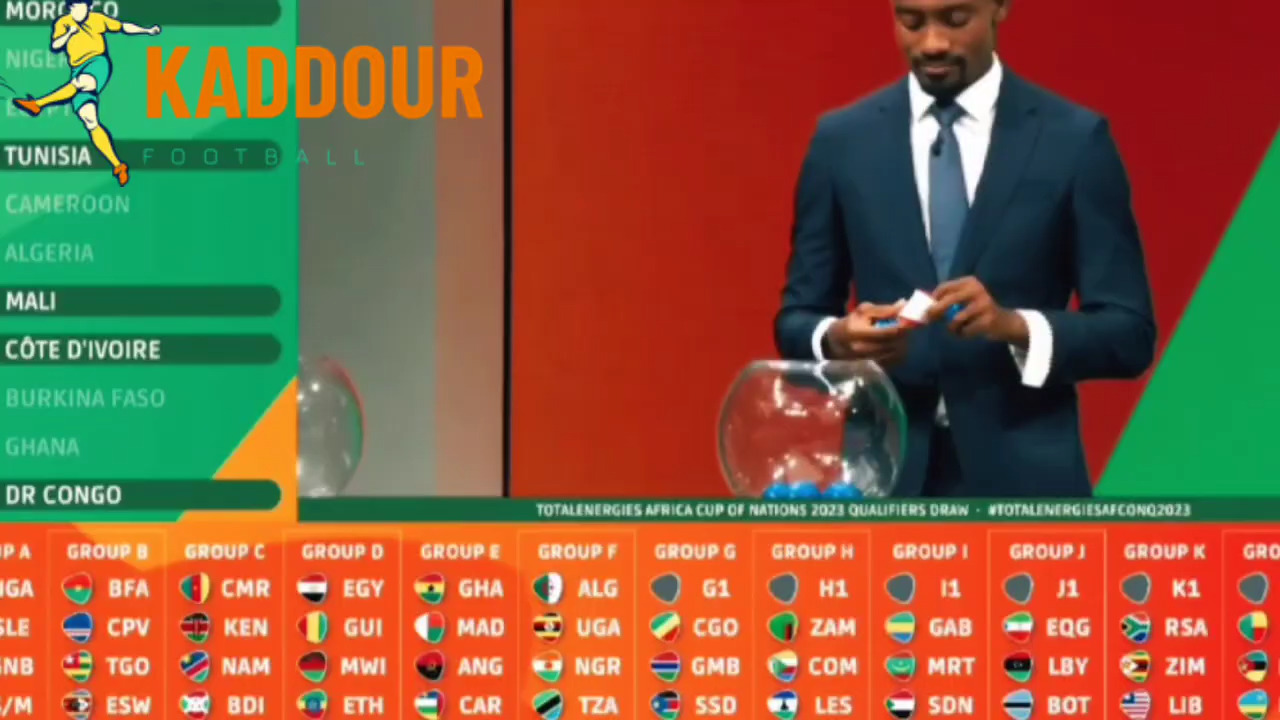 MOROCCO
KADDOUR
FOOTBALL
TUNISIA
CAMEROON
ALGERIA
MALI
CÔTE D'IVOIRE
BURKINA FASO
GHANA
DR CONGO
TOTALENERGIES AFRICA CUP OF NATIONS 2023 QUALIFIERS DRAW · #TOTALENERGIESAFCONQ2023
GROUP B GROUP C GROUP D GROUP E GROUP F GROUP G GROUP H GROUP I GROUP J GROUP K
BFA CMR EGY GHA ALG G1 H1 I1 J1 K1
CPV KEN GUI MAD UGA CGO ZAM GAB EQG RSA
TGO NAM MWI ANG NGR GMB COM MRT LBY ZIM
ESW BDI ETH CAR TZA SSD LES SDN BOT LIB